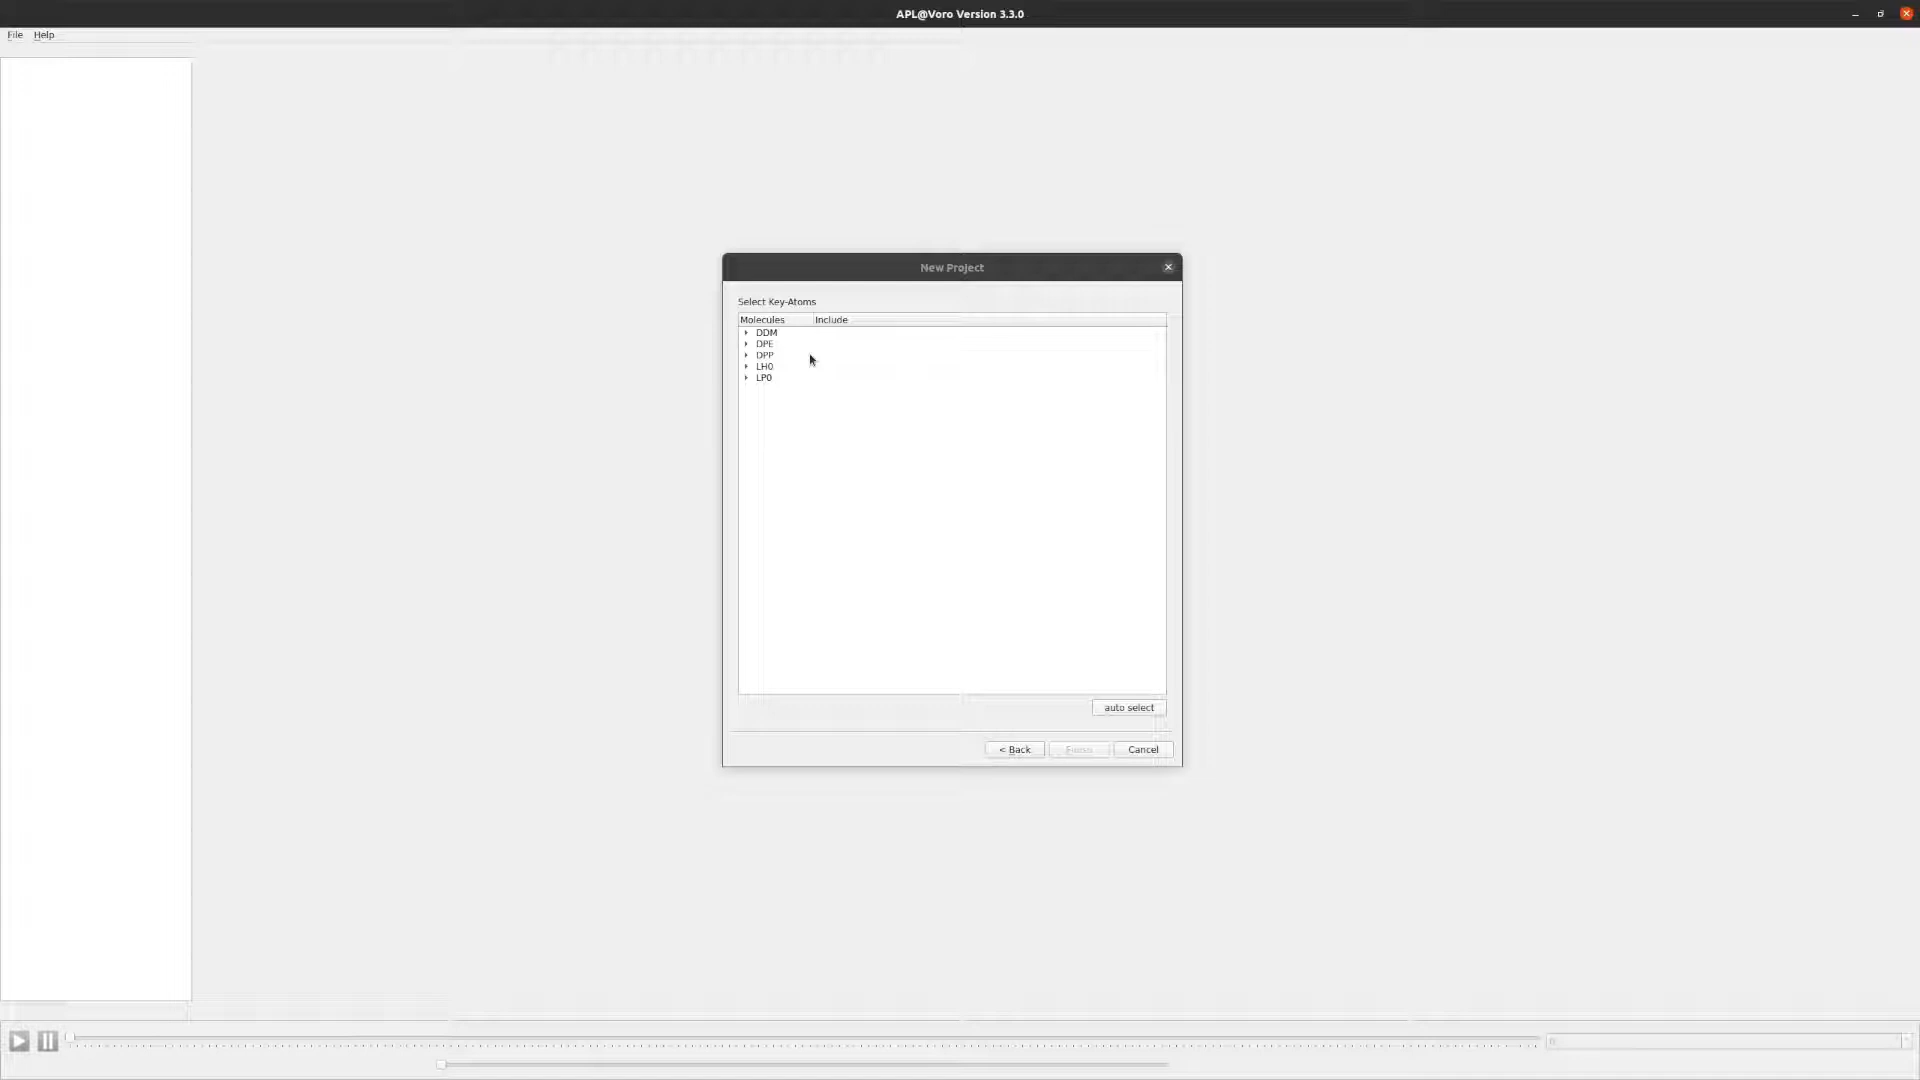 APL@Voro Version 3.3.0
File Help
New Project
Select Key-Atoms
Molecules Include
DDM
DPE
DPP
LH0
LP0
auto select
< Back Finish Cancel